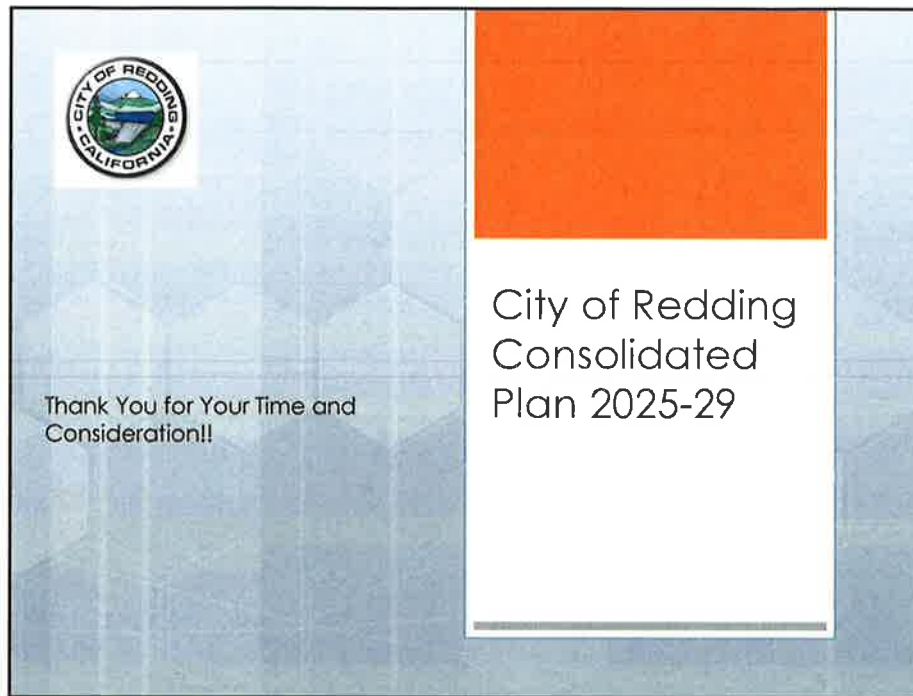 CITY OF REDDING
CALIFORNIA
Thank You for Your Time and
Consideration!!
City of Redding
Consolidated
Plan 2025-29